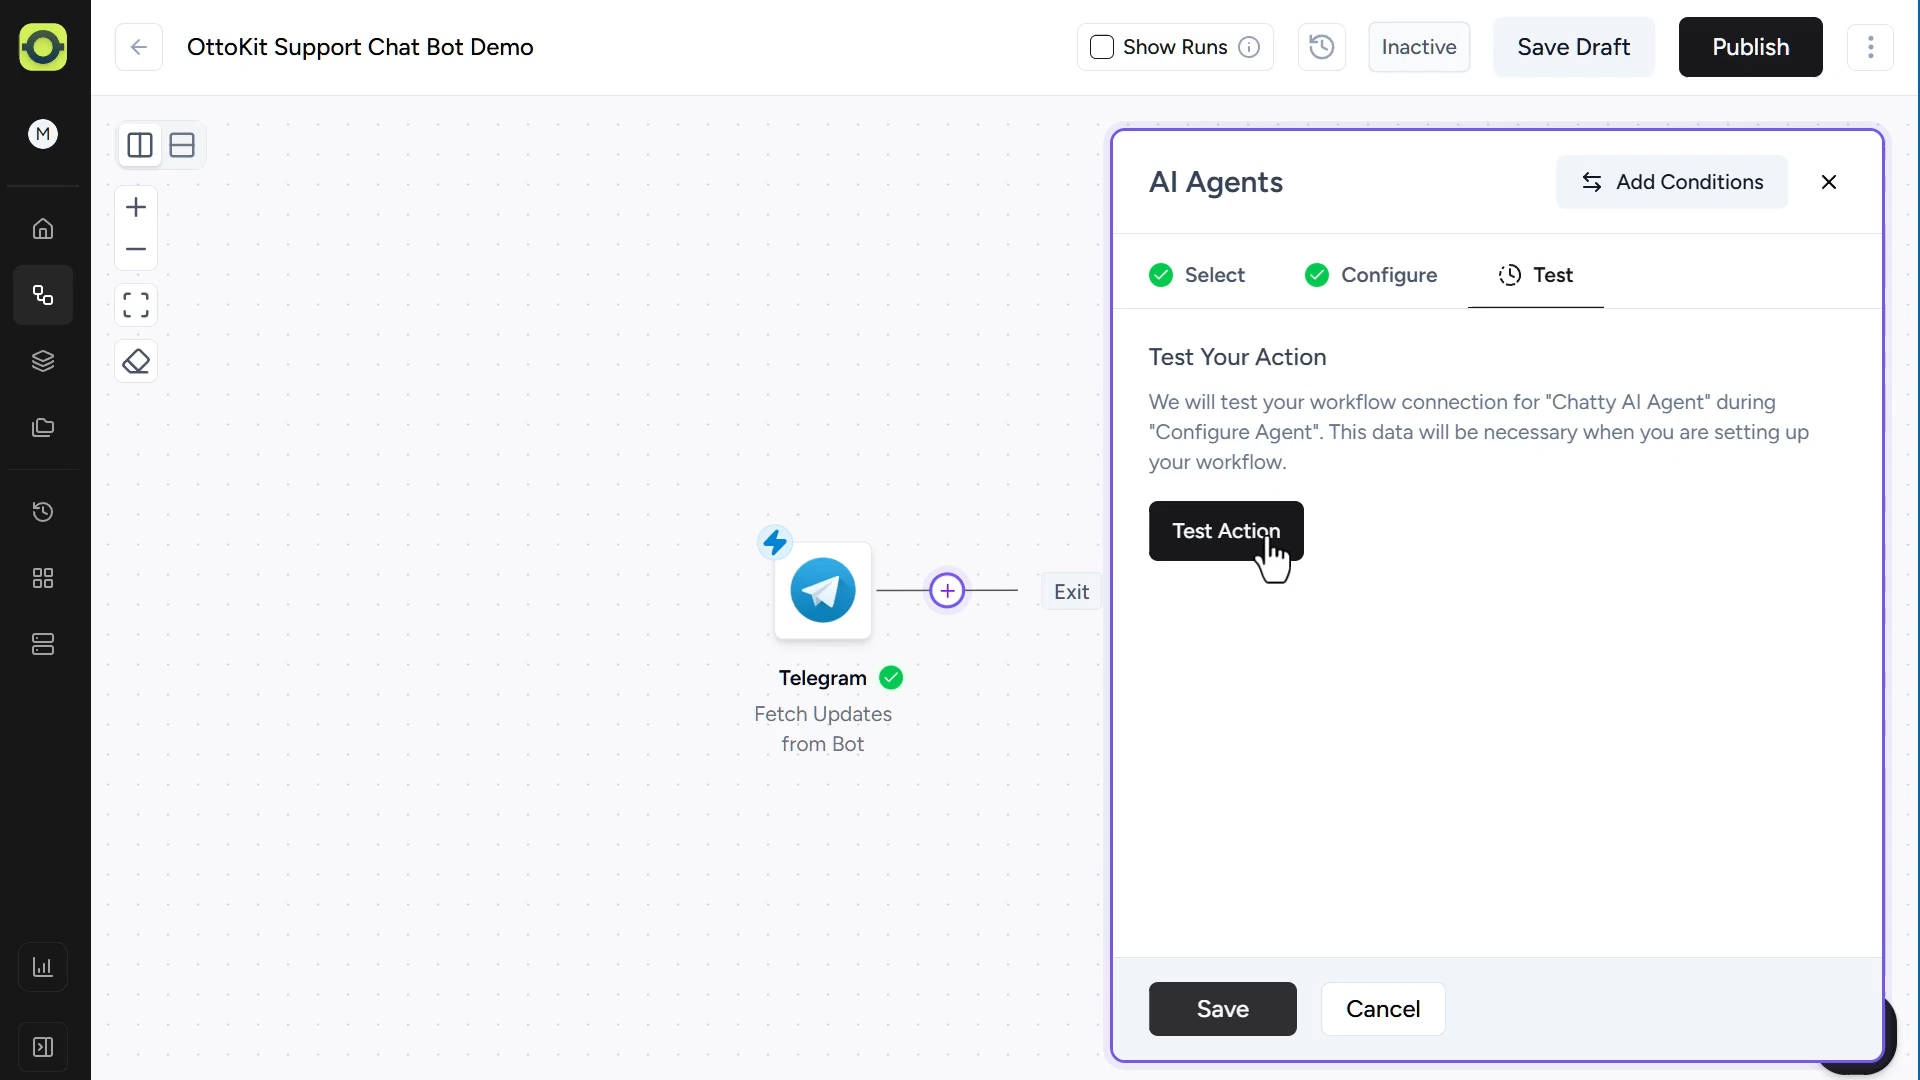 OttoKit Support Chat Bot Demo
Show Runs
Inactive
Save Draft
Publish
M
AI Agents
Add Conditions
Select
Configure
Test
Test Your Action
We will test your workflow connection for "Chatty AI Agent" during
"Configure Agent". This data will be necessary when you are setting up
your workflow.
Test Action
Exit
Telegram
Fetch Updates
from Bot
Save
Cancel